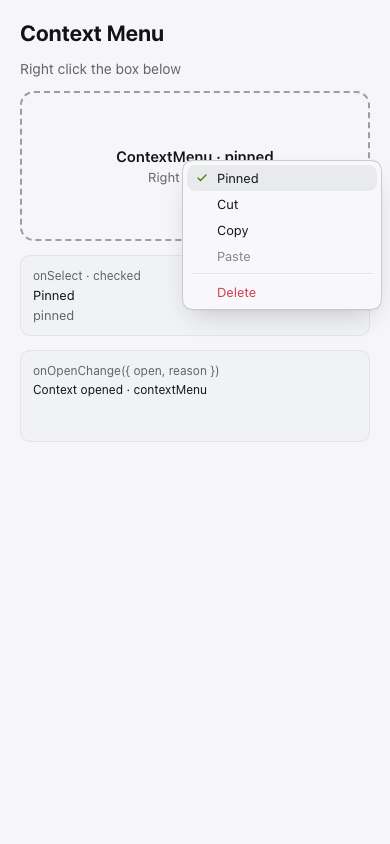 Context Menu
Right click the box below
ContextMenu · pinned
Right
Pinned
Cut
Copy
Paste
Delete
onSelect · checked
Pinned
pinned
onOpenChange({ open, reason })
Context opened · contextMenu